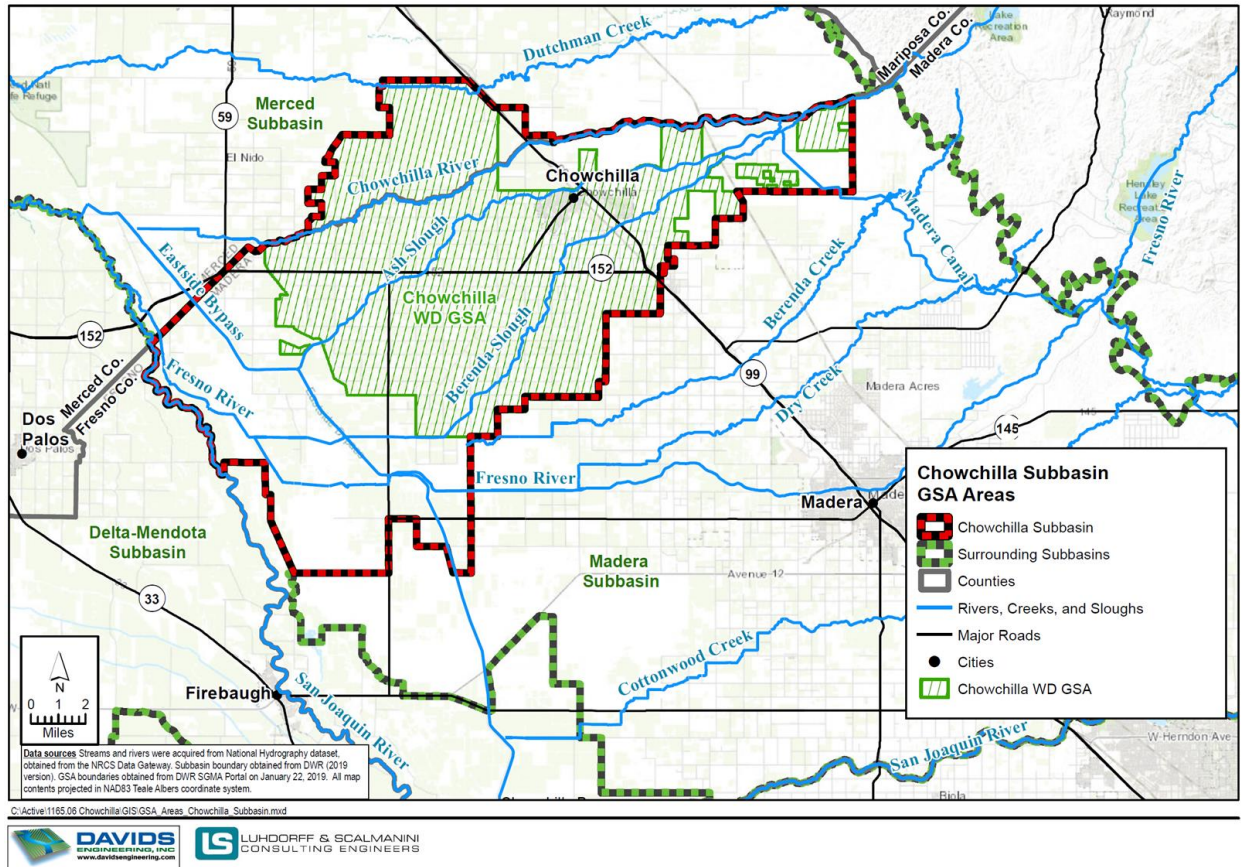 Dutchman Creek
Lake
Recreation
Area
Raymond
Mariposa Co.
Madera Co.
59
Merced
Subbasin
El Nido
Chowchilla River
Chowchilla
Chowchilla
Hensley
Lake
Fresno River
Madera Canal
MERCED
MADERA
Ash Slough
Eastside Bypass
152
Chowchilla
WD GSA
Berenda Slough
Berenda Creek
152
Merced Co.
Fresno Co.
Fresno River
99
Dry Creek
Madera Acres
Dos
Palos
Dos Palos
145
145
Fresno River
Madera
Delta-Mendota
Subbasin
Madera
Subbasin
Avenue 12
33
Cottonwood Creek
Firebaugh
San Joaquin River
San Joaquin River
W Herndon Ave
Biola
Chowchilla Subbasin
GSA Areas
Chowchilla Subbasin
Surrounding Subbasins
Counties
Rivers, Creeks, and Sloughs
Major Roads
Cities
Chowchilla WD GSA
N
0 1 2
Miles
Data sources Streams and rivers were acquired from National Hydrography dataset,
obtained from the NRCS Data Gateway. Subbasin boundary obtained from DWR (2019
version). GSA boundaries obtained from DWR SGMA Portal on January 22, 2019. All map
contents projected in NAD83 Teale Albers coordinate system.
C:\Active\1165.06 Chowchilla\GIS\GSA_Areas_Chowchilla_Subbasin.mxd
DAVIDS
ENGINEERING, INC
www.davidsengineering.com
LS
LUHDORFF & SCALMANINI
CONSULTING ENGINEERS